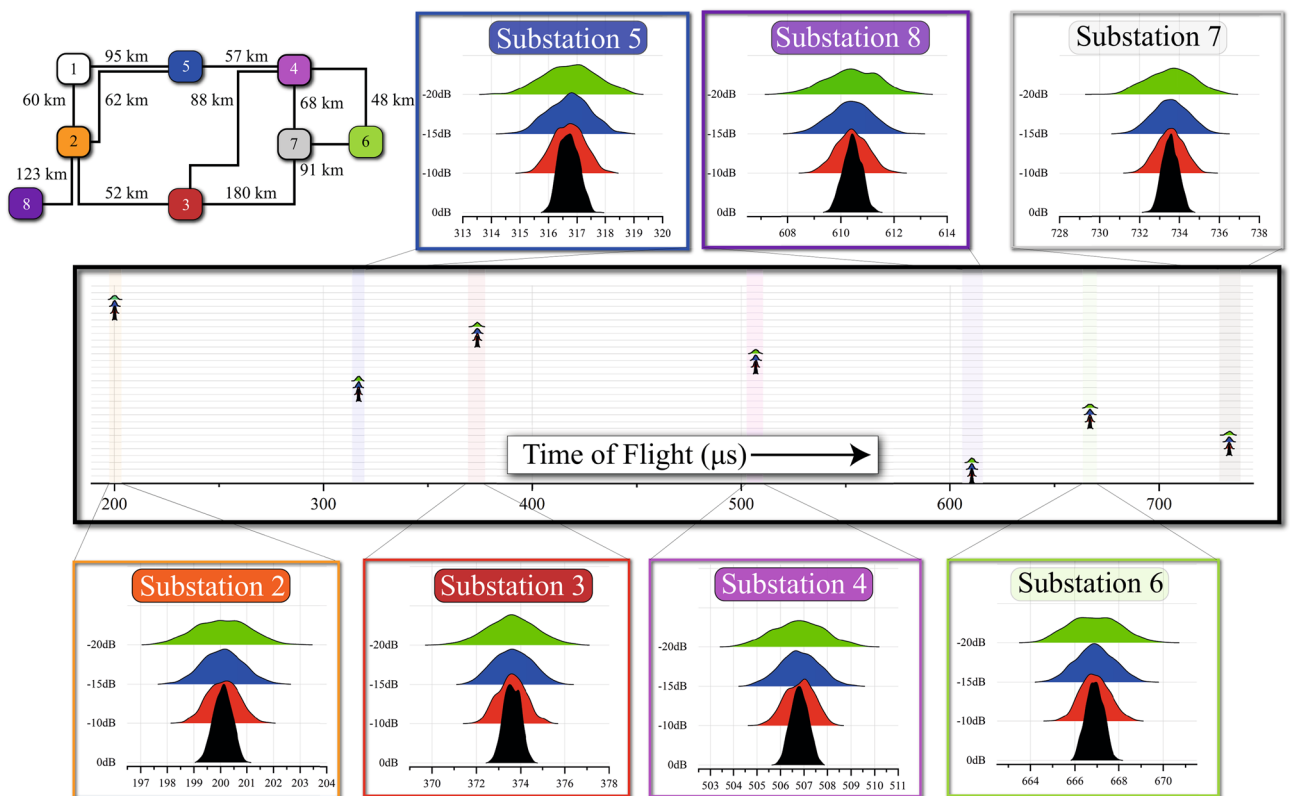 Substation 5
Substation 8
Substation 7
95 km
57 km
1
5
4
60 km
62 km
88 km
68 km
48 km
2
7
6
91 km
123 km
52 km
180 km
8
3
-20dB
-15dB
-10dB
0dB
313 314 315 316 317 318 319 320
-20dB
-15dB
-10dB
0dB
608 610 612 614
-20dB
-15dB
-10dB
0dB
728 730 732 734 736 738
Time of Flight (μs)
200 300 400 500 600 700
Substation 2
-20dB
-15dB
-10dB
0dB
197 198 199 200 201 202 203 204
Substation 3
-20dB
-15dB
-10dB
0dB
370 372 374 376 378
Substation 4
-20dB
-15dB
-10dB
0dB
503 504 505 506 507 508 509 510 511
Substation 6
-20dB
-15dB
-10dB
0dB
664 666 668 670